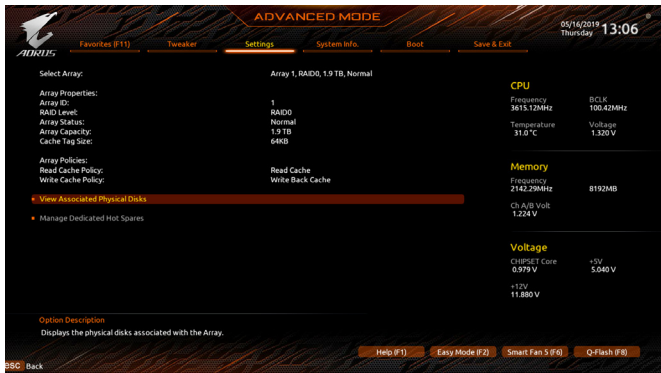 ADVANCED MODE
05/16/2019 Thursday 13:06
AORUS
Favorites (F11) Tweaker Settings System Info. Boot Save & Exit
Select Array: Array 1, RAID0, 1.9 TB, Normal
Array Properties:
Array ID: 1
RAID Level: RAID0
Array Status: Normal
Array Capacity: 1.9 TB
Cache Tag Size: 64KB
Array Policies:
Read Cache Policy: Read Cache
Write Cache Policy: Write Back Cache
View Associated Physical Disks
Manage Dedicated Hot Spares
CPU
Frequency BCLK
3615.12MHz 100.42MHz
Temperature Voltage
31.0 °C 1.320 V
Memory
Frequency
2142.29MHz 8192MB
Ch A/B Volt
1.224 V
Voltage
CHIPSET Core +5V
0.979 V 5.040 V
+12V
11.880 V
Option Description
Displays the physical disks associated with the Array.
Help (F1) Easy Mode (F2) Smart Fan 5 (F6) Q-Flash (F8)
esc Back